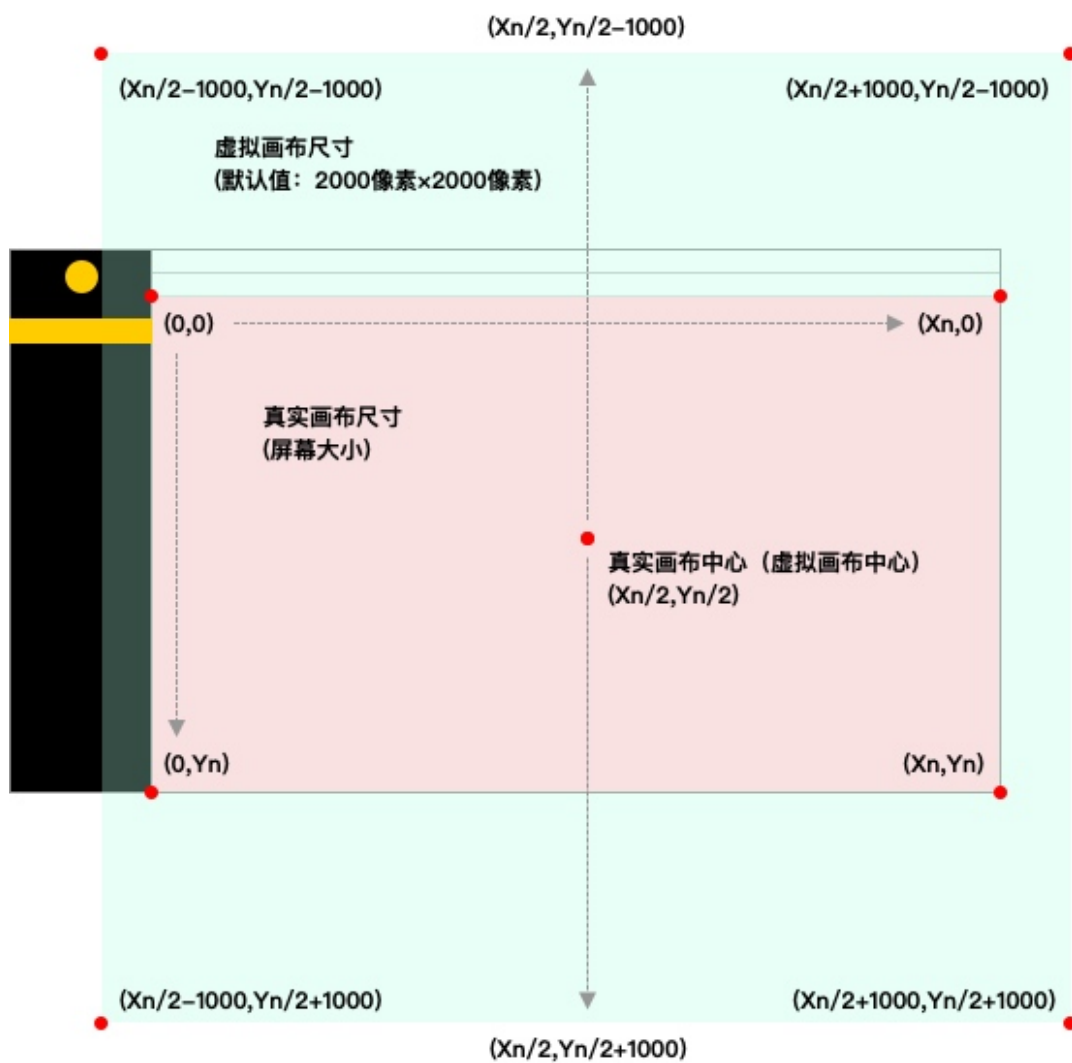 (Xn/2,Yn/2-1000)
(Xn/2-1000,Yn/2-1000)
(Xn/2+1000,Yn/2-1000)
虚拟画布尺寸
(默认值：2000像素×2000像素)
(0,0)
(Xn,0)
真实画布尺寸
(屏幕大小)
真实画布中心（虚拟画布中心）
(Xn/2,Yn/2)
(0,Yn)
(Xn,Yn)
(Xn/2-1000,Yn/2+1000)
(Xn/2+1000,Yn/2+1000)
(Xn/2,Yn/2+1000)